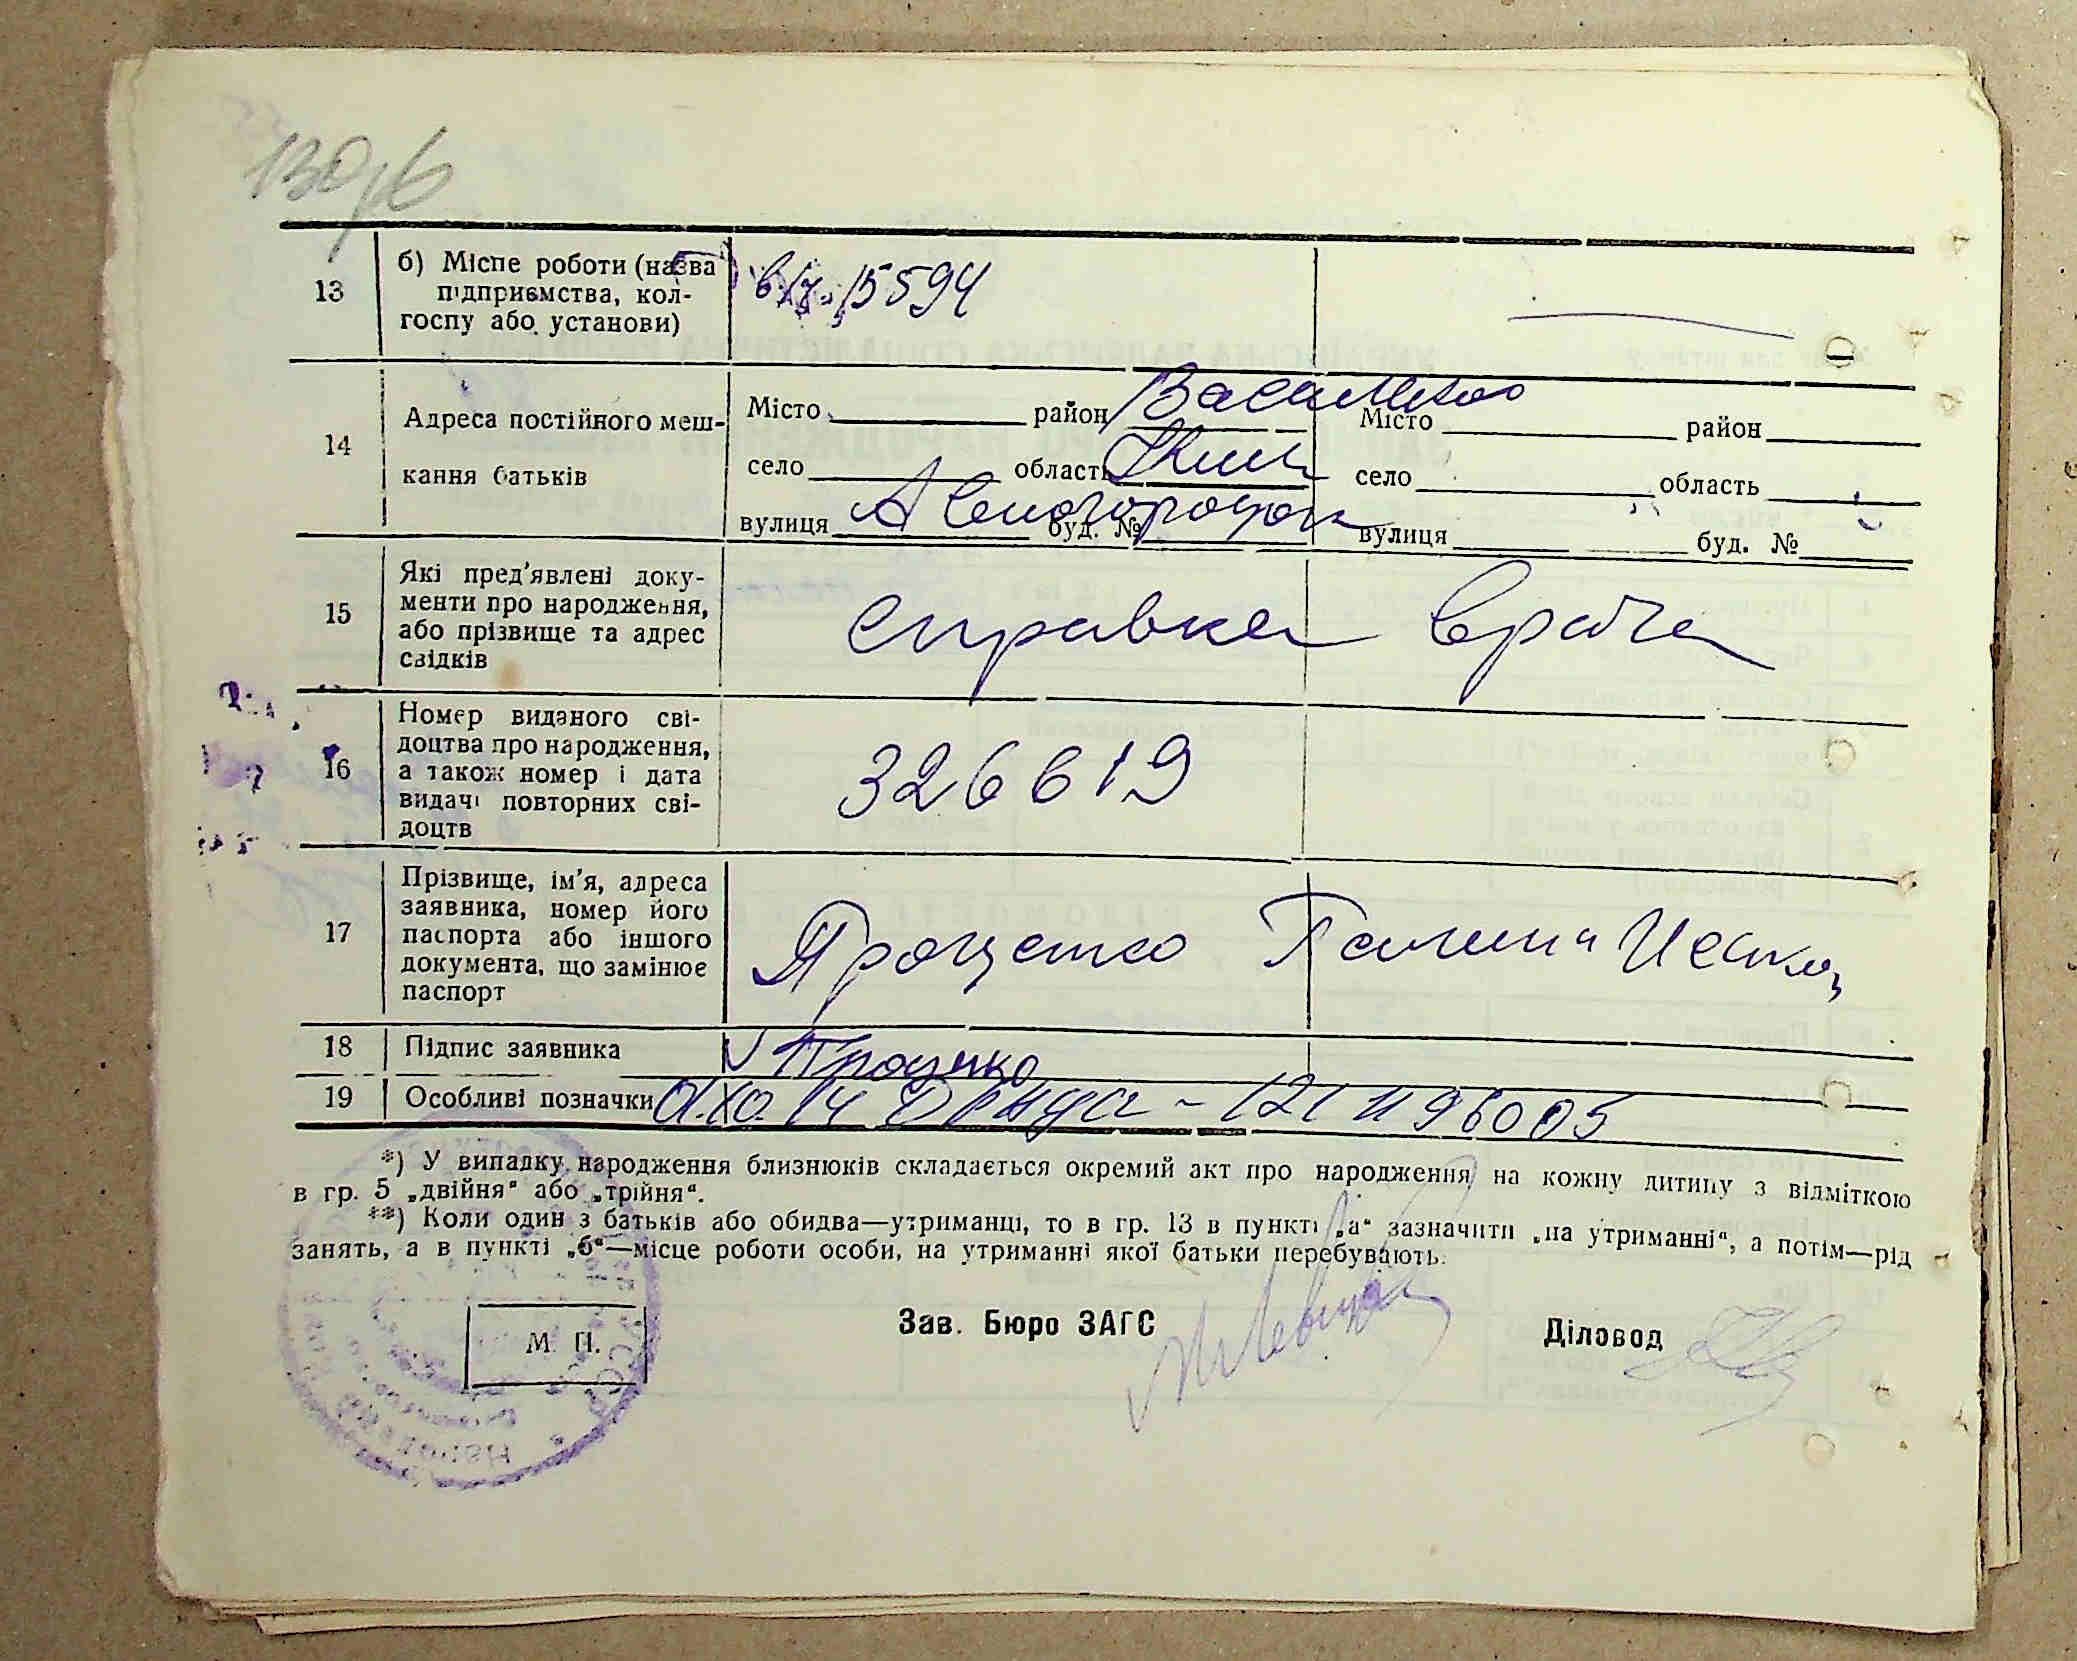 13
б) Місце роботи (назва
підприємства, кол-
госпу або установи)
в/ч. 15594
14
Адреса постійного меш-
кання батьків
Місто район Василько
село область Киів
вулиця буд. №
Місто район
село область
вулиця буд. №
15
Які пред'явлені доку-
менти про народження,
або прізвище та адрес
свідків
справка врача
16
Номер виданого сві-
доцтва про народження,
а також номер і дата
видачі повторних сві-
доцтв
326619
17
Прізвище, ім'я, адреса
заявника, номер його
паспорта або іншого
документа, що замінює
паспорт
Проценко Галина
18
Підпис заявника
Проценко
19
Особливі позначки
*) У випадку народження близнюків складається окремий акт про народження на кожну дитину з відміткою
в гр. 5 „двійня“ або „трійня“.
**) Коли один з батьків або обидва—утриманці, то в гр. 13 в пункті „а“ зазначити „на утриманні“, а потім—рід
занять, а в пункті „б“—місце роботи особи, на утриманні якої батьки перебувають.
М. П.
Зав. Бюро ЗАГС
Діловод